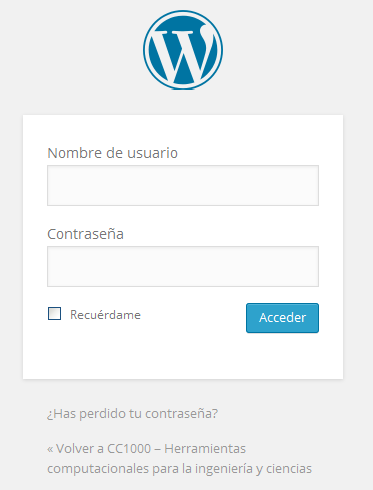 Nombre de usuario
Contraseña
Recuérdame
Acceder
¿Has perdido tu contraseña?
« Volver a CC1000 – Herramientas
computacionales para la ingeniería y ciencias